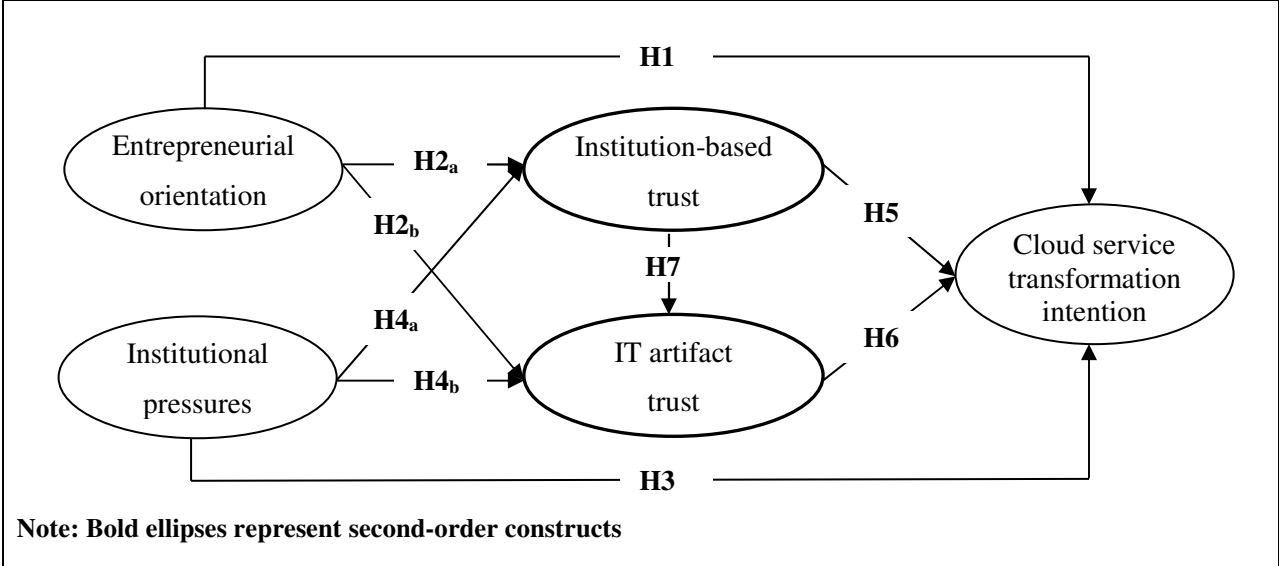 H1
Entrepreneurial
orientation
H2a
H2b
Institution-based
trust
H5
H7
Cloud service
transformation
intention
Institutional
pressures
H4a
H4b
IT artifact
trust
H6
H3
Note: Bold ellipses represent second-order constructs